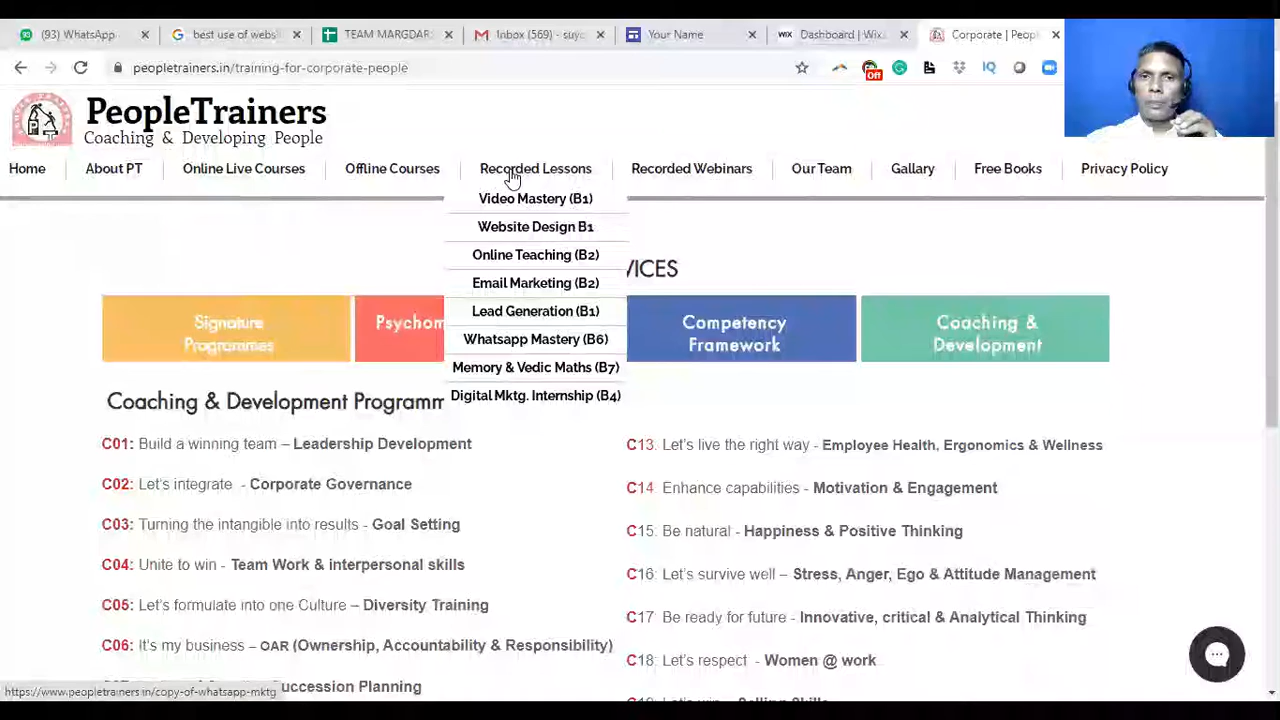 (93) WhatsApp
best use of websi
TEAM MARGDAR
Inbox (569) - suyo
Your Name
WiX Dashboard | Wix.
Corporate | People
peopletrainers.in/training-for-corporate-people
Off
IQ
PeopleTrainers
Coaching & Developing People
Home
About PT
Online Live Courses
Offline Courses
Recorded Lessons
Recorded Webinars
Our Team
Gallary
Free Books
Privacy Policy
Video Mastery (B1)
Website Design B1
Online Teaching (B2)
Email Marketing (B2)
Lead Generation (B1)
Whatsapp Mastery (B6)
Memory & Vedic Maths (B7)
Digital Mktg. Internship (B4)
VICES
Signature
Programmes
Psychom
Competency
Framework
Coaching &
Development
Coaching & Development Programm
C01: Build a winning team – Leadership Development
C02: Let's integrate - Corporate Governance
C03: Turning the intangible into results - Goal Setting
C04: Unite to win - Team Work & interpersonal skills
C05: Let's formulate into one Culture – Diversity Training
C06: It's my business – OAR (Ownership, Accountability & Responsibility)
Succession Planning
C13: Let's live the right way - Employee Health, Ergonomics & Wellness
C14: Enhance capabilities - Motivation & Engagement
C15: Be natural - Happiness & Positive Thinking
C16: Let's survive well – Stress, Anger, Ego & Attitude Management
C17: Be ready for future - Innovative, critical & Analytical Thinking
C18: Let's respect - Women @ work
https://www.peopletrainers.in/copy-of-whatsapp-mktg